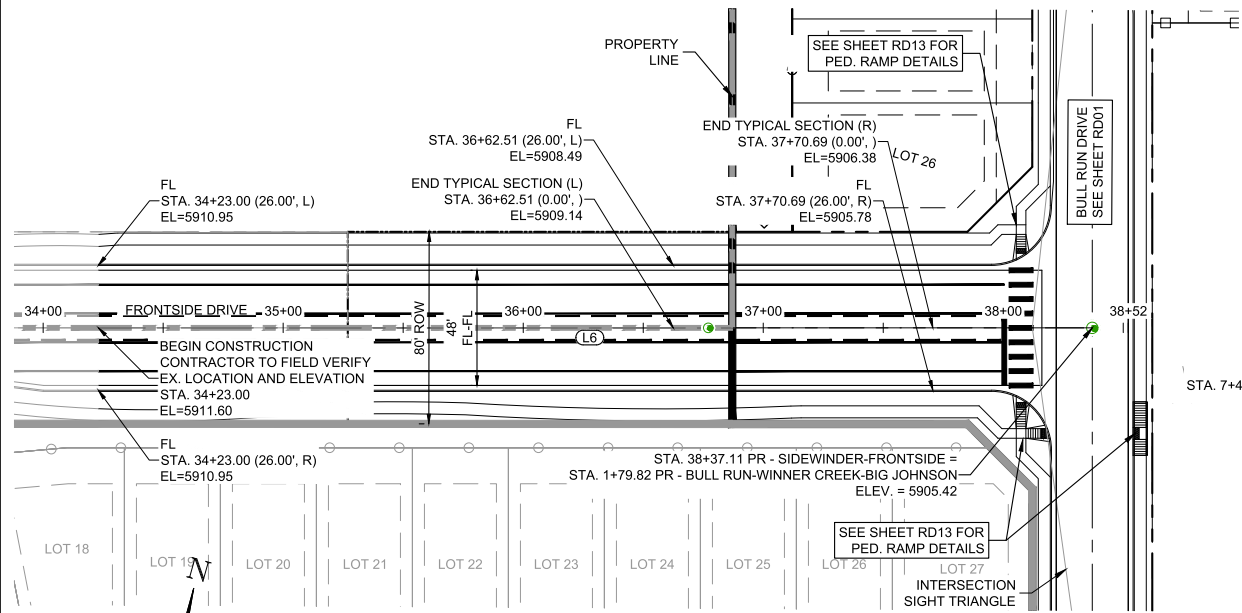 PROPERTY
LINE
SEE SHEET RD13 FOR
PED. RAMP DETAILS
BULL RUN DRIVE
SEE SHEET RD01
FL
STA. 36+62.51 (26.00', L)
EL=5908.49
END TYPICAL SECTION (R)
STA. 37+70.69 (0.00', )
EL=5906.38
LOT 26
FL
STA. 34+23.00 (26.00', L)
EL=5910.95
END TYPICAL SECTION (L)
STA. 36+62.51 (0.00', )
EL=5909.14
FL
STA. 37+70.69 (26.00', R)
EL=5905.78
34+00
FRONTSIDE DRIVE
35+00
80' ROW
48'
FL-FL
36+00
L6
37+00
38+00
38+52
BEGIN CONSTRUCTION
CONTRACTOR TO FIELD VERIFY
EX. LOCATION AND ELEVATION
STA. 34+23.00
EL=5911.60
STA. 7+4
FL
STA. 34+23.00 (26.00', R)
EL=5910.95
STA. 38+37.11 PR - SIDEWINDER-FRONTSIDE =
STA. 1+79.82 PR - BULL RUN-WINNER CREEK-BIG JOHNSON
ELEV. = 5905.42
SEE SHEET RD13 FOR
PED. RAMP DETAILS
LOT 18
LOT 19
LOT 20
LOT 21
LOT 22
LOT 23
LOT 24
LOT 25
LOT 26
LOT 27
N
INTERSECTION
SIGHT TRIANGLE